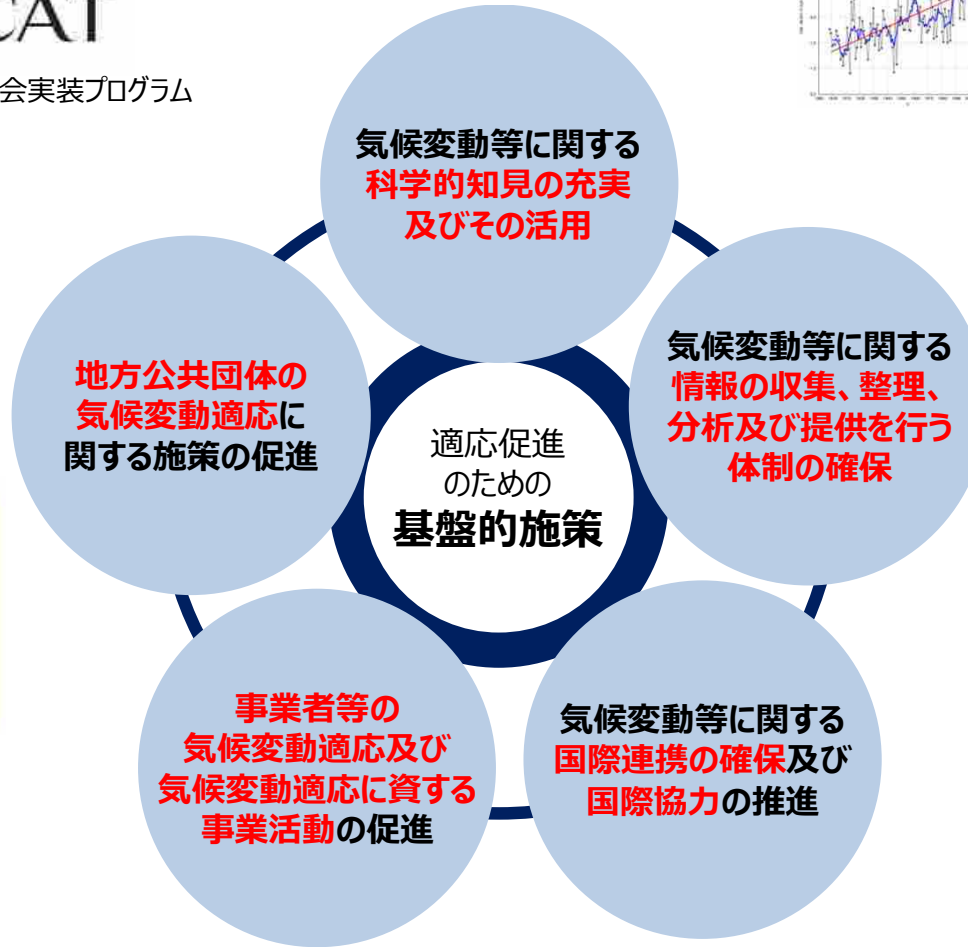 CAT
会実装プログラム
気候変動等に関する
科学的知見の充実
及びその活用
気候変動等に関する
情報の収集、整理、
分析及び提供を行う
体制の確保
気候変動等に関する
国際連携の確保及び
国際協力の推進
事業者等の
気候変動適応及び
気候変動適応に資する
事業活動の促進
地方公共団体の
気候変動適応に
関する施策の促進
適応促進
のための
基盤的施策